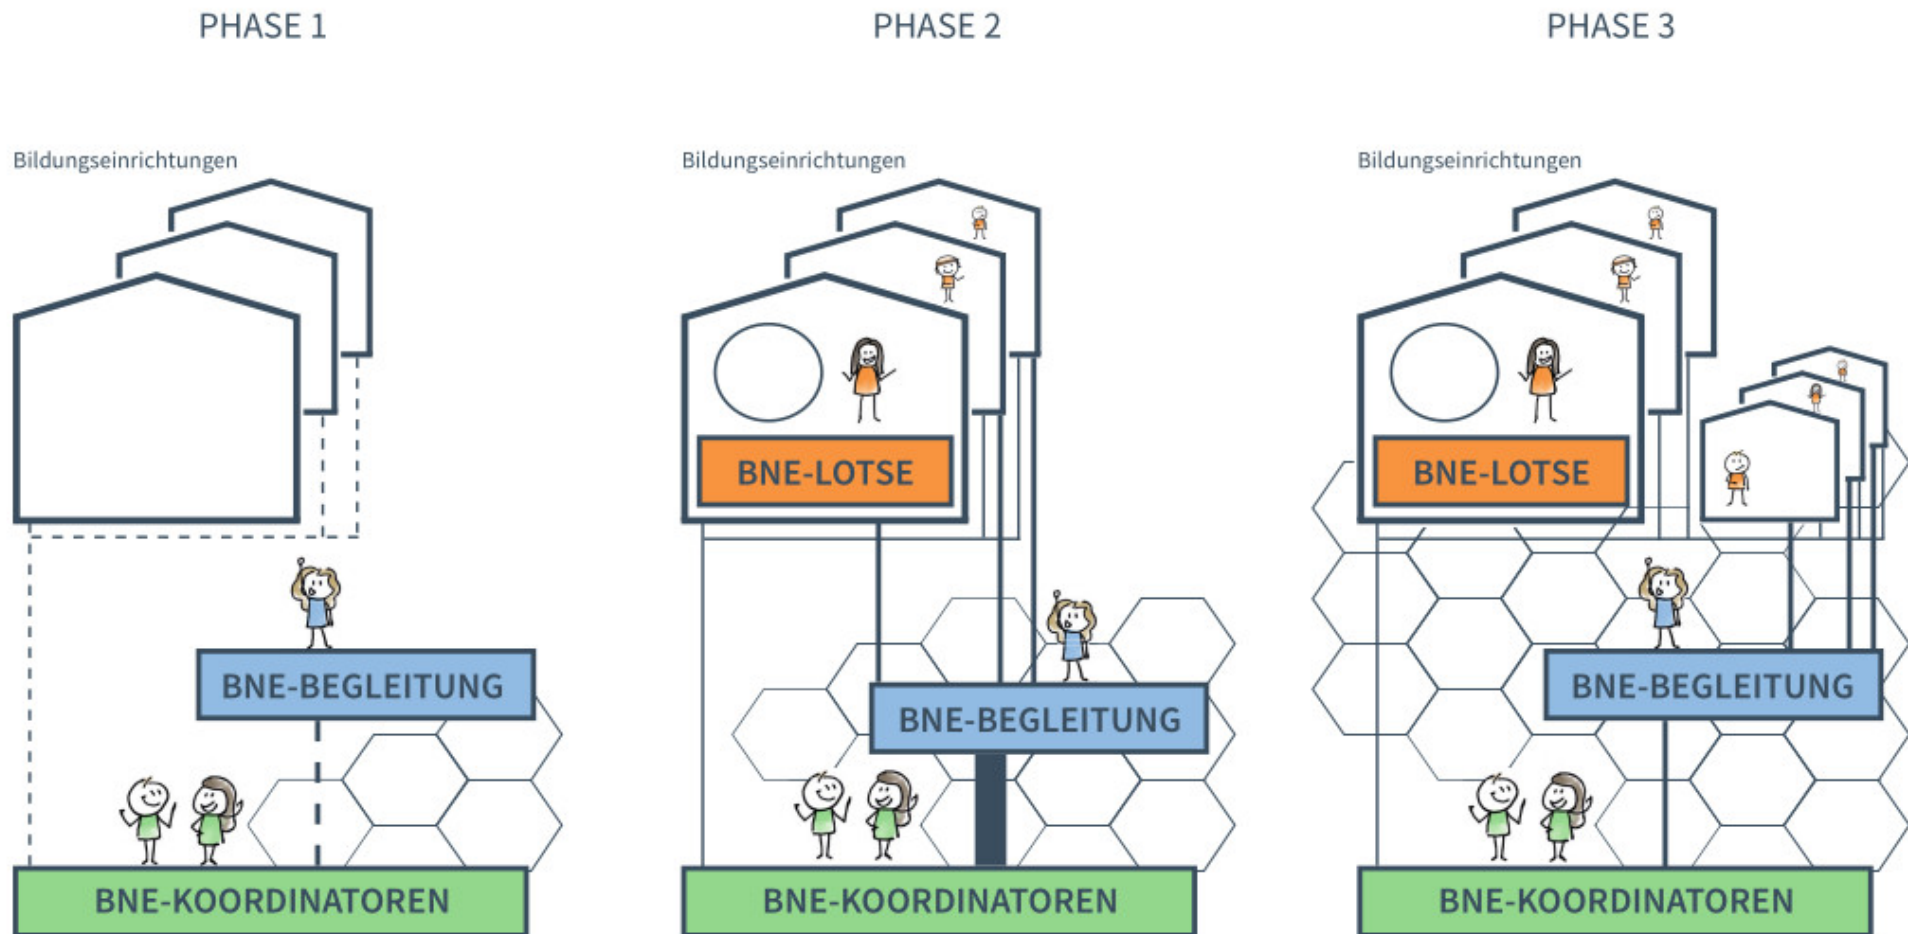 PHASE 1
PHASE 2
PHASE 3
Bildungseinrichtungen
Bildungseinrichtungen
Bildungseinrichtungen
BNE-LOTSE
BNE-LOTSE
BNE-BEGLEITUNG
BNE-BEGLEITUNG
BNE-BEGLEITUNG
BNE-KOORDINATOREN
BNE-KOORDINATOREN
BNE-KOORDINATOREN